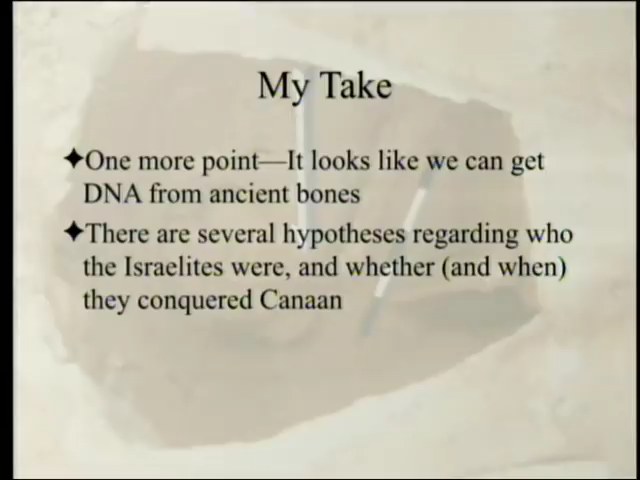 My Take
✦One more point—It looks like we can get
DNA from ancient bones
✦There are several hypotheses regarding who
the Israelites were, and whether (and when)
they conquered Canaan